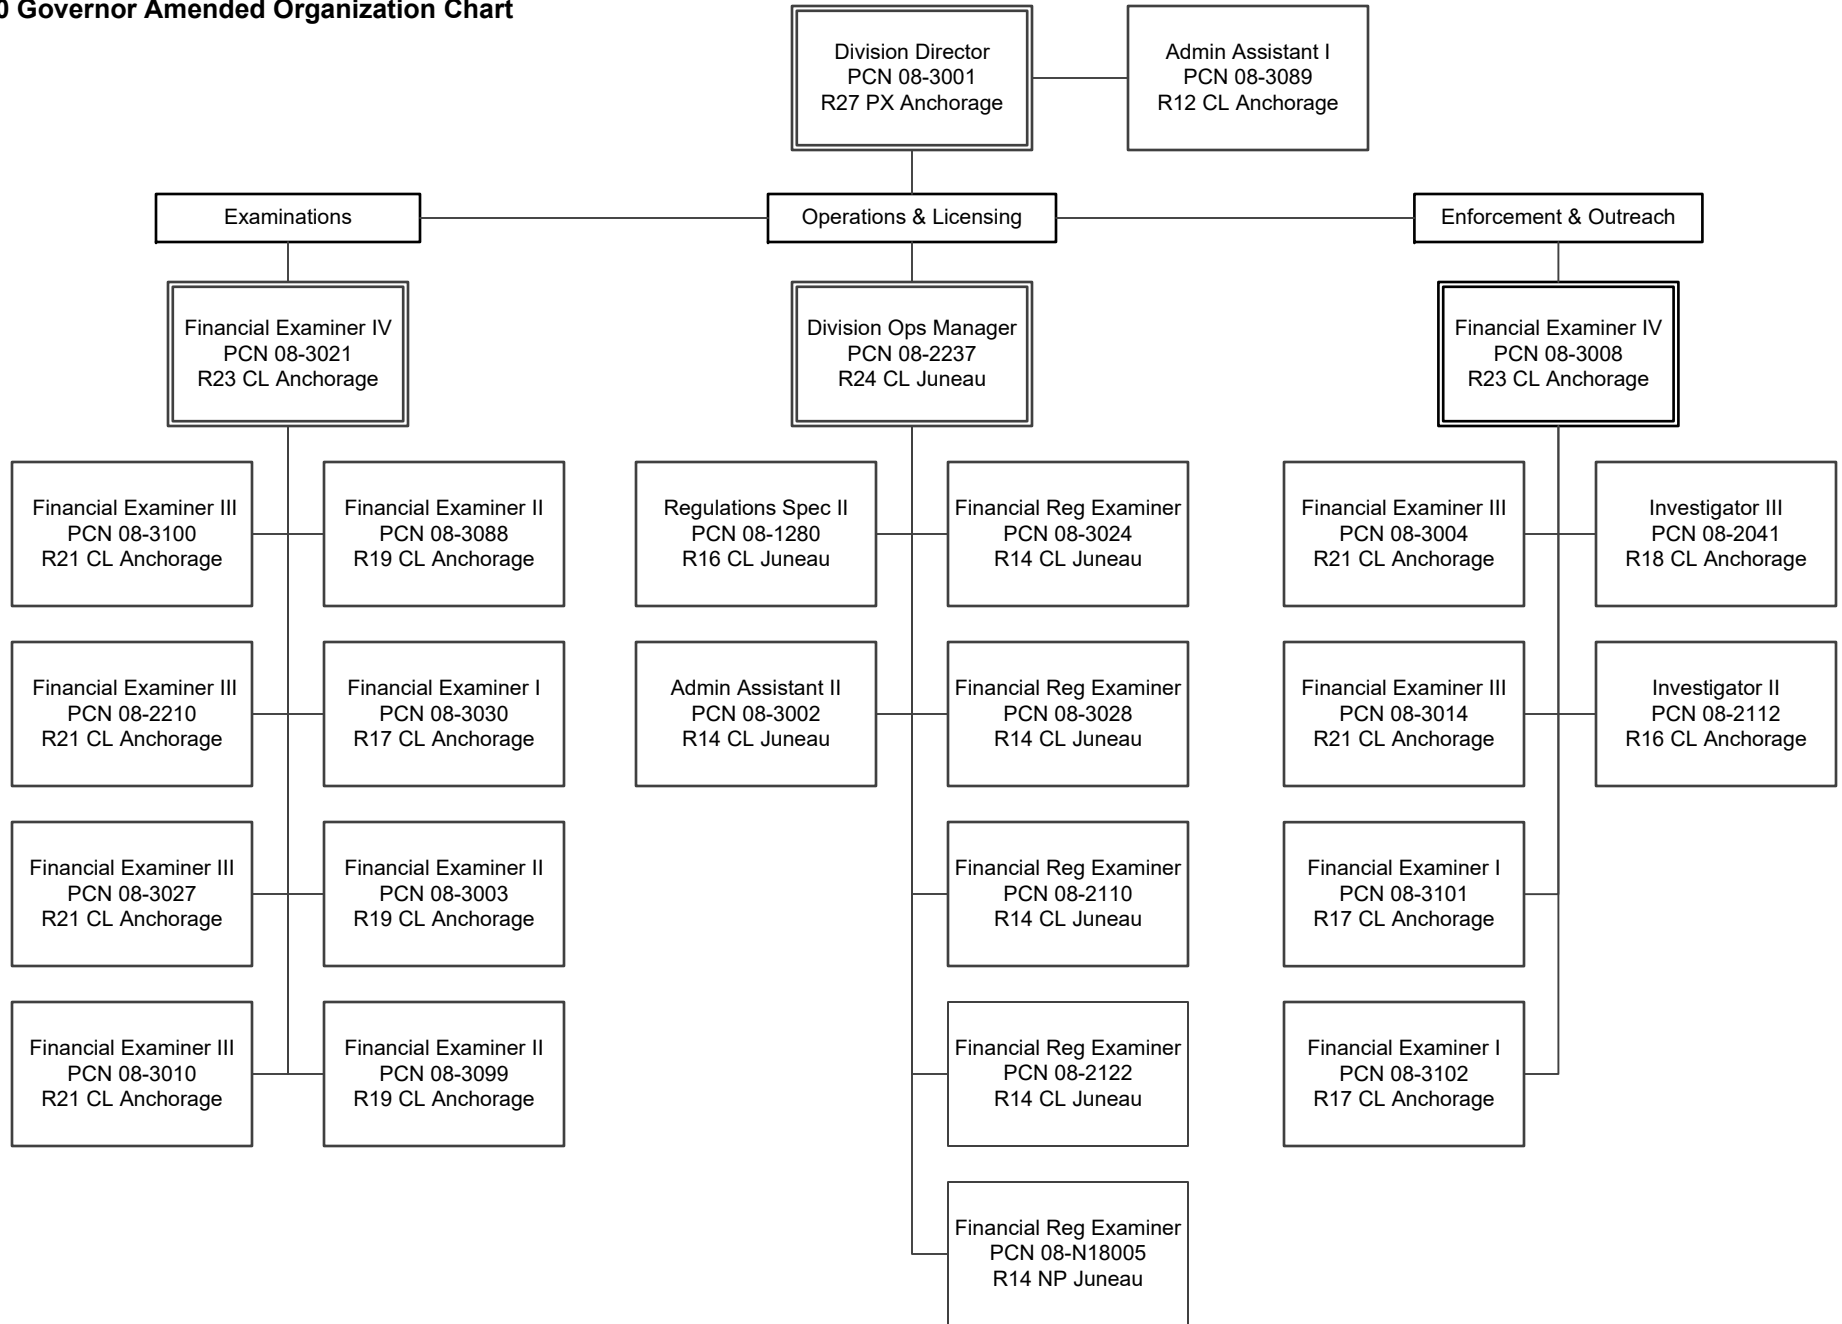 0 Governor Amended Organization Chart
Division Director
PCN 08-3001
R27 PX Anchorage
Admin Assistant I
PCN 08-3089
R12 CL Anchorage
Examinations
Operations & Licensing
Enforcement & Outreach
Financial Examiner IV
PCN 08-3021
R23 CL Anchorage
Division Ops Manager
PCN 08-2237
R24 CL Juneau
Financial Examiner IV
PCN 08-3008
R23 CL Anchorage
Financial Examiner III
PCN 08-3100
R21 CL Anchorage
Financial Examiner II
PCN 08-3088
R19 CL Anchorage
Regulations Spec II
PCN 08-1280
R16 CL Juneau
Financial Reg Examiner
PCN 08-3024
R14 CL Juneau
Financial Examiner III
PCN 08-3004
R21 CL Anchorage
Investigator III
PCN 08-2041
R18 CL Anchorage
Financial Examiner III
PCN 08-2210
R21 CL Anchorage
Financial Examiner I
PCN 08-3030
R17 CL Anchorage
Admin Assistant II
PCN 08-3002
R14 CL Juneau
Financial Reg Examiner
PCN 08-3028
R14 CL Juneau
Financial Examiner III
PCN 08-3014
R21 CL Anchorage
Investigator II
PCN 08-2112
R16 CL Anchorage
Financial Examiner III
PCN 08-3027
R21 CL Anchorage
Financial Examiner II
PCN 08-3003
R19 CL Anchorage
Financial Reg Examiner
PCN 08-2110
R14 CL Juneau
Financial Examiner I
PCN 08-3101
R17 CL Anchorage
Financial Examiner III
PCN 08-3010
R21 CL Anchorage
Financial Examiner II
PCN 08-3099
R19 CL Anchorage
Financial Reg Examiner
PCN 08-2122
R14 CL Juneau
Financial Examiner I
PCN 08-3102
R17 CL Anchorage
Financial Reg Examiner
PCN 08-N18005
R14 NP Juneau